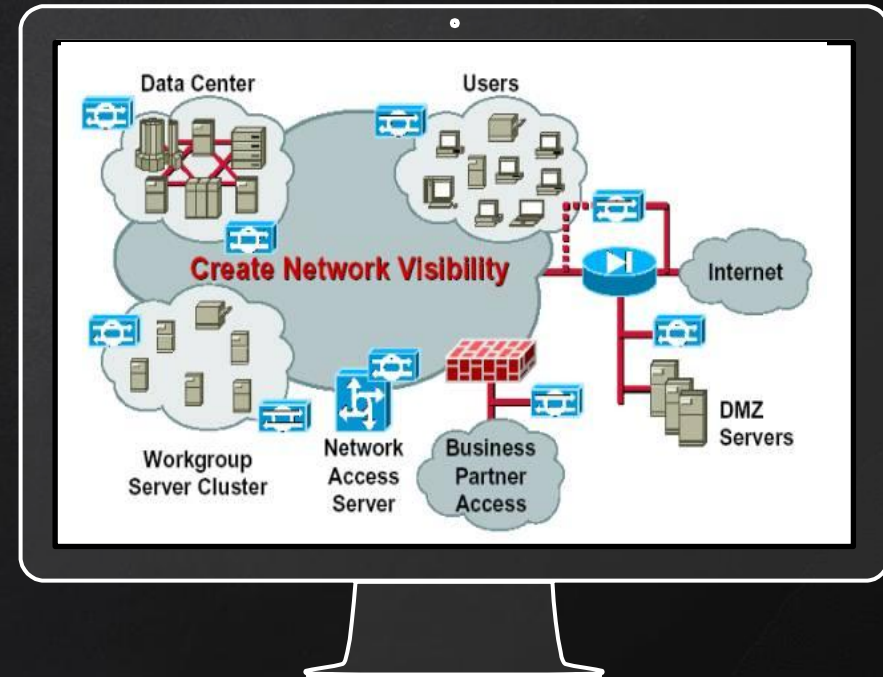 Data Center
Users
Create Network Visibility
Internet
DMZ
Servers
Workgroup
Server Cluster
Network
Access
Server
Business
Partner
Access